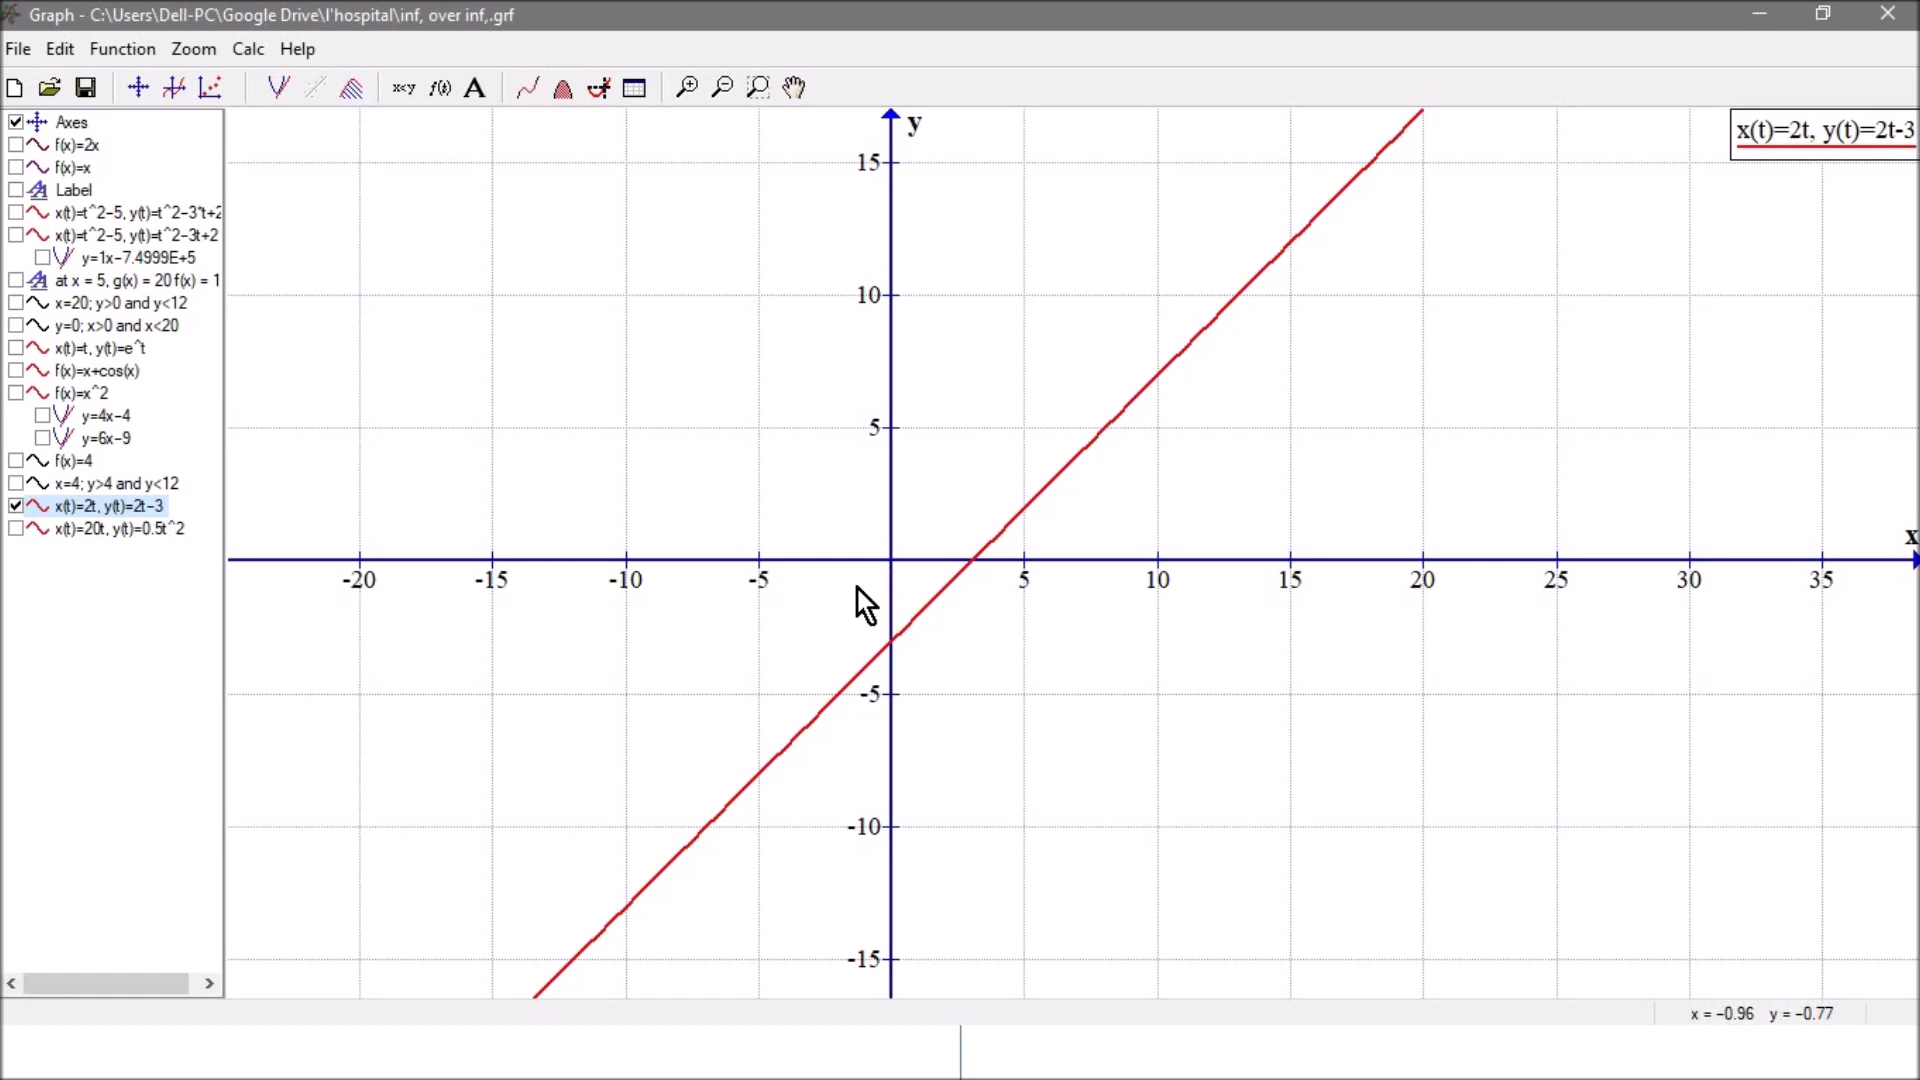 Graph - C:\Users\Dell-PC\Google Drive\l'hospital\inf, over inf,.grf
File Edit Function Zoom Calc Help
x<y f(t) A
Axes
f(x)=2x
f(x)=x
Label
x(t)=t^2-5, y(t)=t^2-3*t+2
x(t)=t^2-5, y(t)=t^2-3t+2
y=1x-7.4999E+5
at x = 5, g(x) = 20 f(x) = 1
x=20; y>0 and y<12
y=0; x>0 and x<20
x(t)=t, y(t)=e^t
f(x)=x+cos(x)
f(x)=x^2
y=4x-4
y=6x-9
f(x)=4
x=4; y>4 and y<12
x(t)=2t, y(t)=2t-3
x(t)=20t, y(t)=0.5t^2
y
x(t)=2t, y(t)=2t-3
15
10
5
x
-20 -15 -10 -5 5 10 15 20 25 30 35
-5
-10
-15
x = -0.96 y = -0.77